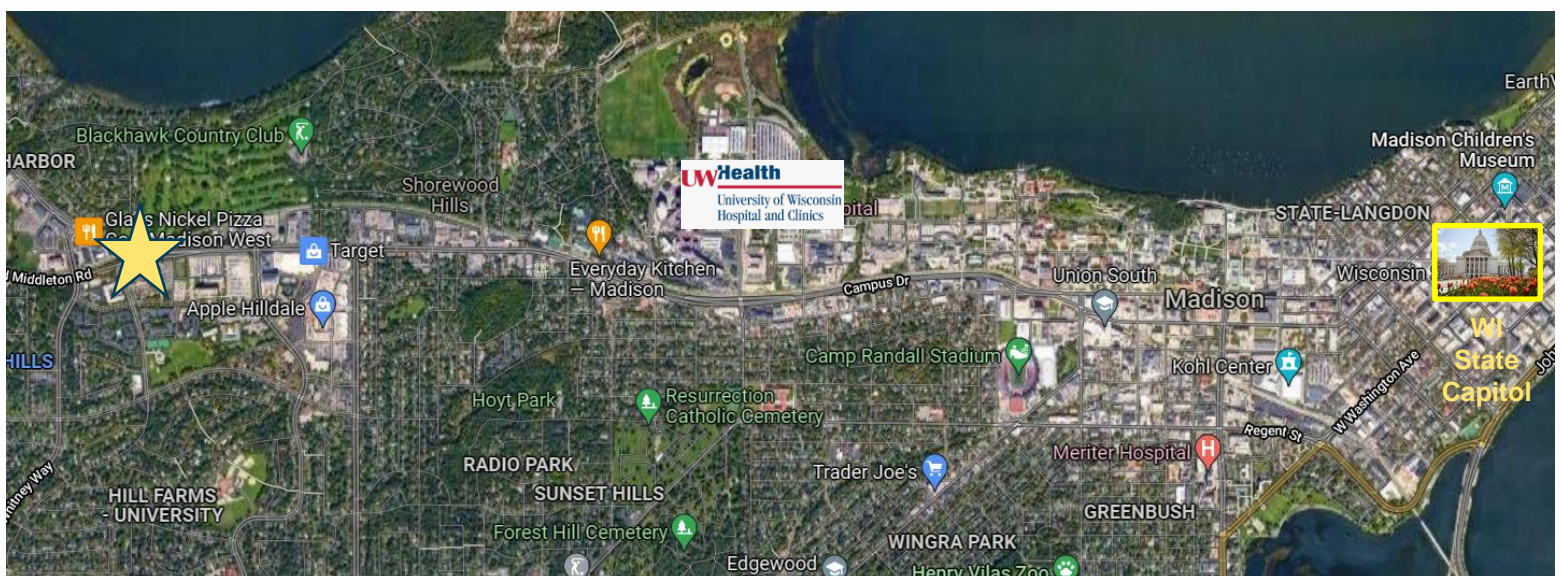 EarthV
Madison Children's
Museum
Blackhawk Country Club
HARBOR
Shorewood
Hills
UWHealth
University of Wisconsin
Hospital and Clinics
STATE-LANGDON
Nickel Pizza
Madison West
Target
Middleton Rd
Everyday Kitchen
— Madison
Campus Dr
Union South
Wisconsin
Madison
Apple Hilldale
WI
State
Capitol
HILLS
Camp Randall Stadium
Kohl Center
W Washington Ave
Hoyt Park
Resurrection
Catholic Cemetery
Regent St
Meriter Hospital
RADIO PARK
Trader Joe's
SUNSET HILLS
HILL FARMS
- UNIVERSITY
GREENBUSH
Forest Hill Cemetery
WINGRA PARK
Edgewood
Henry Vilas Zoo